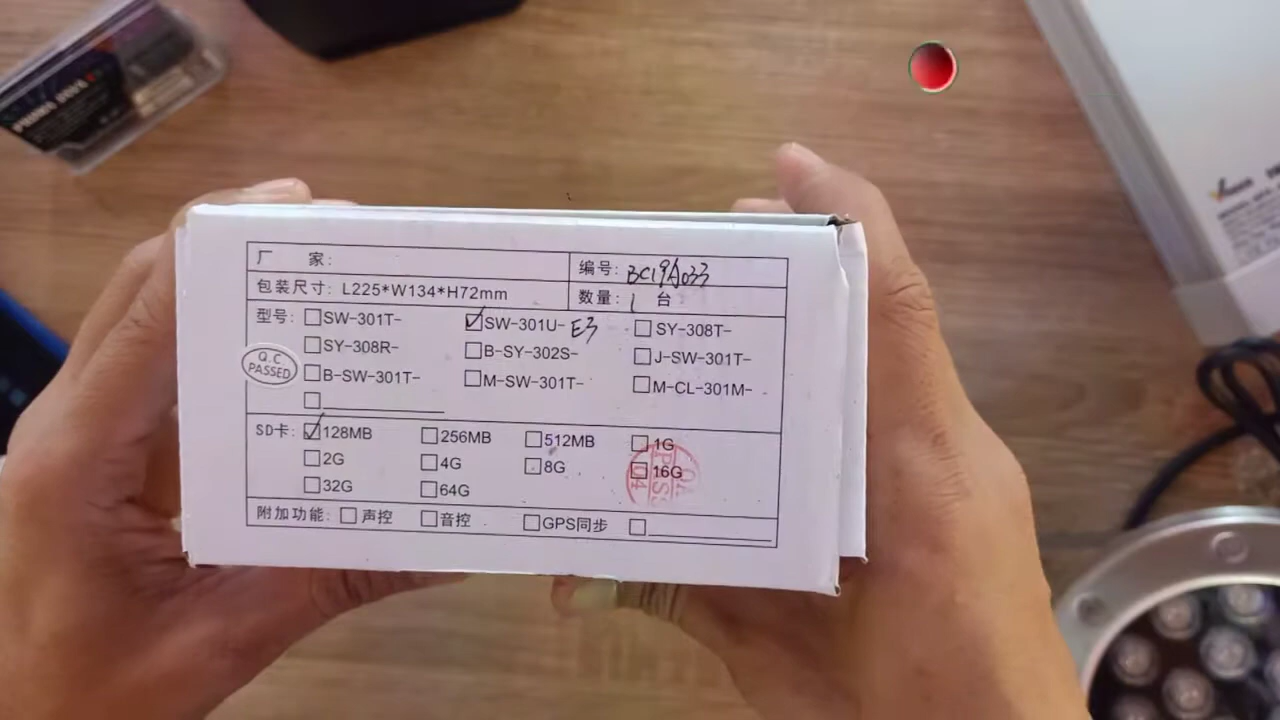 厂 家:
编号: BC19A033
包装尺寸: L225*W134*H72mm
数量: 1 台
型号: □SW-301T- ☑SW-301U-E3 □SY-308T-
□SY-308R- □B-SY-302S- □J-SW-301T-
Q.C. PASSED
□B-SW-301T- □M-SW-301T- □M-CL-301M-
□
SD卡: ☑128MB □256MB □512MB □1G
□2G □4G □8G □16G
□32G □64G
附加功能: □声控 □音控 □GPS同步 □